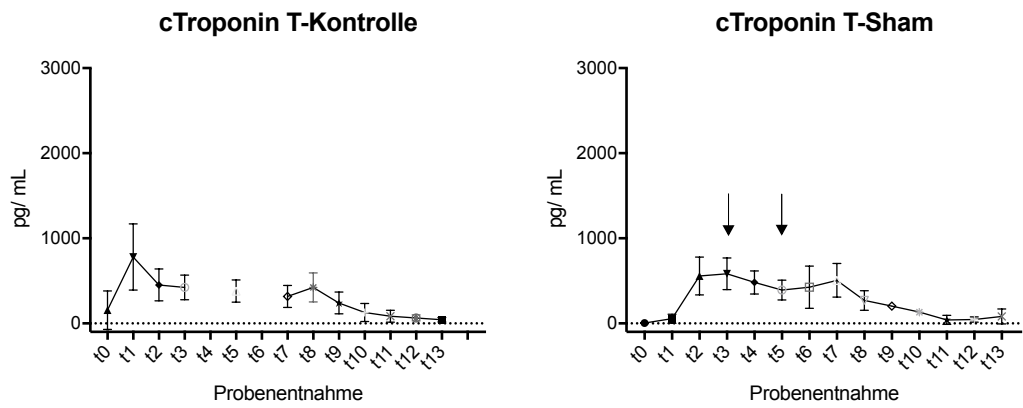 cTroponin T-Kontrolle
3000
2000
1000
0
pg/ mL
t0 t1 t2 t3 t4 t5 t6 t7 t8 t9 t10 t11 t12 t13
Probenentnahme
cTroponin T-Sham
3000
2000
1000
0
pg/ mL
t0 t1 t2 t3 t4 t5 t6 t7 t8 t9 t10 t11 t12 t13
Probenentnahme